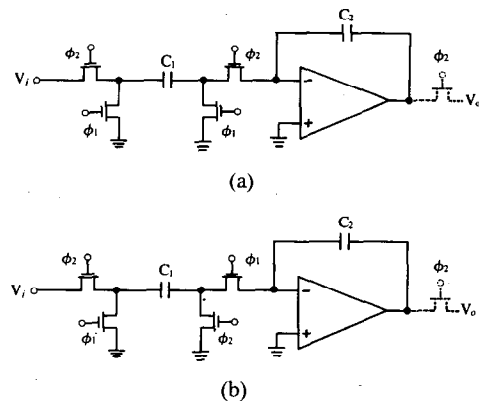 C₂
ϕ₂ C₁ ϕ₂ ϕ₂
Vᵢ − Vₒ
ϕ₁ ϕ₁ +
(a)
C₂
ϕ₂ C₁ ϕ₁ ϕ₂
Vᵢ − Vₒ
ϕ₁ ϕ₂ +
(b)